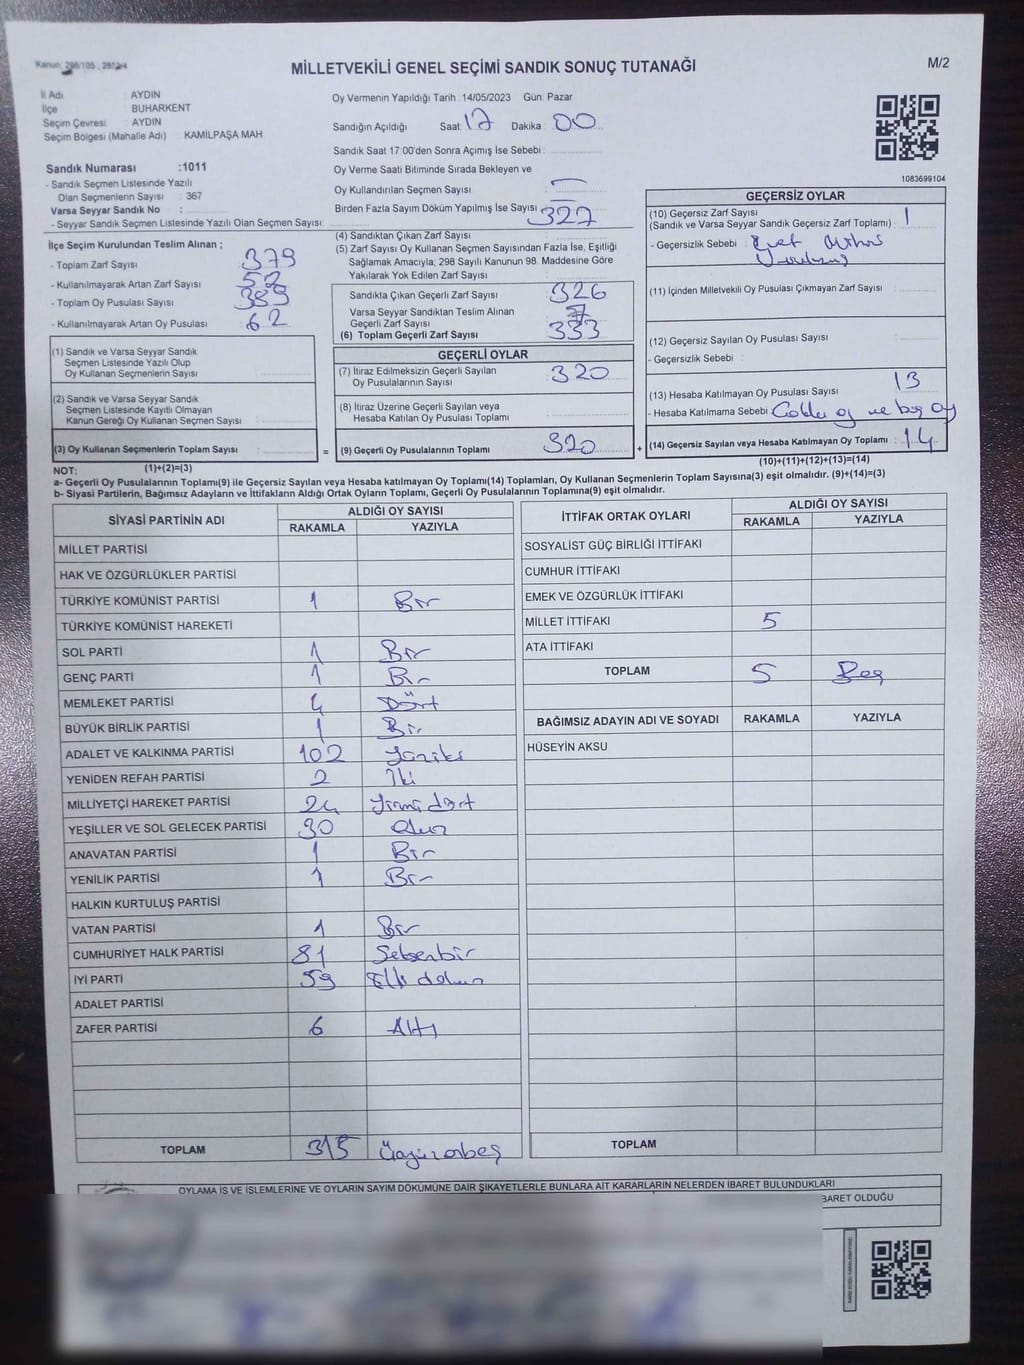 Kanun: 298/105, 2839/4
MİLLETVEKİLİ GENEL SEÇİMİ SANDIK SONUÇ TUTANAĞI
M/2
İl Adı AYDIN
İlçe BUHARKENT
Seçim Çevresi : AYDIN
Seçim Bölgesi (Mahalle Adı) : KAMİLPAŞA MAH
Sandık Numarası :1011
- Sandık Seçmen Listesinde Yazılı
Olan Seçmenlerin Sayısı : 367
Varsa Seyyar Sandık No :
- Seyyar Sandık Seçmen Listesinde Yazılı Olan Seçmen Sayısı:
Oy Vermenin Yapıldığı Tarih :14/05/2023 Gün: Pazar
Sandığın Açıldığı Saat: 17 Dakika : 00
Sandık Saat 17:00'den Sonra Açımış İse Sebebi :
Oy Verme Saati Bitiminde Sırada Bekleyen ve
Oy Kullandırılan Seçmen Sayısı : —
Birden Fazla Sayım Döküm Yapılmış İse Sayısı :
327
(4) Sandıktan Çıkan Zarf Sayısı :
(5) Zarf Sayısı Oy Kullanan Seçmen Sayısından Fazla İse, Eşitliği
Sağlamak Amacıyla, 298 Sayılı Kanunun 98. Maddesine Göre
Yakılarak Yok Edilen Zarf Sayısı :
1083699104
İlçe Seçim Kurulundan Teslim Alınan ;
- Toplam Zarf Sayısı : 379
- Kullanılmayarak Artan Zarf Sayısı : 52
- Toplam Oy Pusulası Sayısı : 385
- Kullanılmayarak Artan Oy Pusulası : 62
Sandıkta Çıkan Geçerli Zarf Sayısı : 326
Varsa Seyyar Sandıktan Teslim Alınan
Geçerli Zarf Sayısı : 7
(6) Toplam Geçerli Zarf Sayısı : 333
GEÇERSİZ OYLAR
(10) Geçersiz Zarf Sayısı
(Sandık ve Varsa Seyyar Sandık Geçersiz Zarf Toplamı) : 1
- Geçersizlik Sebebi :
(11) İçinden Milletvekili Oy Pusulası Çıkmayan Zarf Sayısı :
(12) Geçersiz Sayılan Oy Pusulası Sayısı :
- Geçersizlik Sebebi :
(13) Hesaba Katılmayan Oy Pusulası Sayısı : 13
- Hesaba Katılmama Sebebi : ve boş oy
(14) Geçersiz Sayılan veya Hesaba Katılmayan Oy Toplamı : 14
(10)+(11)+(12)+(13)=(14)
(1) Sandık ve Varsa Seyyar Sandık
Seçmen Listesinde Yazılı Olup
Oy Kullanan Seçmenlerin Sayısı :
(2) Sandık ve Varsa Seyyar Sandık
Seçmen Listesinde Kayıtlı Olmayan
Kanun Gereği Oy Kullanan Seçmen Sayısı :
(3) Oy Kullanan Seçmenlerin Toplam Sayısı :
GEÇERLİ OYLAR
(7) İtiraz Edilmeksizin Geçerli Sayılan
Oy Pusulalarının Sayısı : 320
(8) İtiraz Üzerine Geçerli Sayılan veya
Hesaba Katılan Oy Pusulası Toplamı :
= (9) Geçerli Oy Pusulalarının Toplamı : 320 +
NOT: (1)+(2)=(3)
a- Geçerli Oy Pusulalarının Toplamı(9) ile Geçersiz Sayılan veya Hesaba katılmayan Oy Toplamı(14) Toplamları, Oy Kullanan Seçmenlerin Toplam Sayısına(3) eşit olmalıdır. (9)+(14)=(3)
b- Siyasi Partilerin, Bağımsız Adayların ve İttifakların Aldığı Ortak Oyların Toplamı, Geçerli Oy Pusulalarının Toplamına(9) eşit olmalıdır.
SİYASİ PARTİNİN ADI ALDIĞI OY SAYISI
RAKAMLA YAZIYLA
MİLLET PARTİSİ
HAK VE ÖZGÜRLÜKLER PARTİSİ
TÜRKİYE KOMÜNİST PARTİSİ 1 Bir
TÜRKİYE KOMÜNİST HAREKETİ
SOL PARTİ 1 Bir
GENÇ PARTİ 1 Bir
MEMLEKET PARTİSİ 4 Dört
BÜYÜK BİRLİK PARTİSİ 1 Bir
ADALET VE KALKINMA PARTİSİ 102 Yüziki
YENİDEN REFAH PARTİSİ 2 İki
MİLLİYETÇİ HAREKET PARTİSİ 24 Yirmi dört
YEŞİLLER VE SOL GELECEK PARTİSİ 30 Otuz
ANAVATAN PARTİSİ 1 Bir
YENİLİK PARTİSİ 1 Bir
HALKIN KURTULUŞ PARTİSİ
VATAN PARTİSİ 1 Bir
CUMHURİYET HALK PARTİSİ 81 Seksenbir
İYİ PARTİ 59 Elli dokuz
ADALET PARTİSİ
ZAFER PARTİSİ 6 Altı
TOPLAM 315 Üçyüzonbeş
İTTİFAK ORTAK OYLARI ALDIĞI OY SAYISI
RAKAMLA YAZIYLA
SOSYALİST GÜÇ BİRLİĞİ İTTİFAKI
CUMHUR İTTİFAKI
EMEK VE ÖZGÜRLÜK İTTİFAKI
MİLLET İTTİFAKI 5
ATA İTTİFAKI
TOPLAM 5 Beş
BAĞIMSIZ ADAYIN ADI VE SOYADI RAKAMLA YAZIYLA
HÜSEYİN AKSU
TOPLAM
OYLAMA İŞ VE İŞLEMLERİNE VE OYLARIN SAYIM DÖKÜMÜNE DAİR ŞİKAYETLERLE BUNLARA AİT KARARLARIN NELERDEN İBARET BULUNDUKLARI
İBARET OLDUĞU